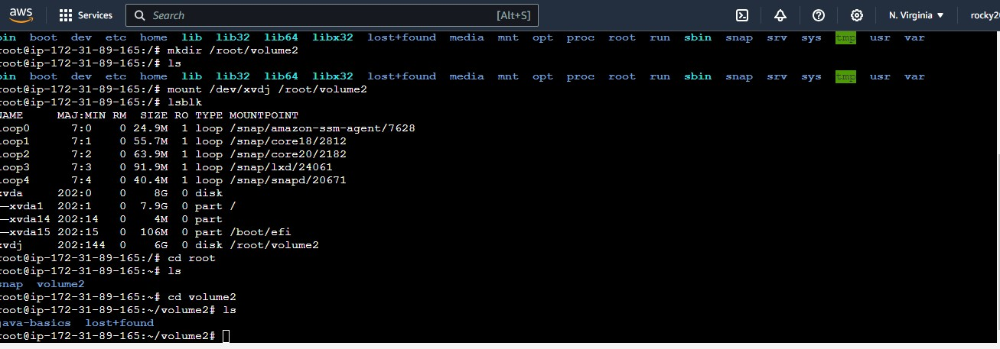 aws Services Search [Alt+S] N. Virginia rocky2
bin boot dev etc home lib lib32 lib64 libx32 lost+found media mnt opt proc root run sbin snap srv sys tmp usr var
root@ip-172-31-89-165:/# mkdir /root/volume2
root@ip-172-31-89-165:/# ls
bin boot dev etc home lib lib32 lib64 libx32 lost+found media mnt opt proc root run sbin snap srv sys tmp usr var
root@ip-172-31-89-165:/# mount /dev/xvdj /root/volume2
root@ip-172-31-89-165:/# lsblk
NAME MAJ:MIN RM SIZE RO TYPE MOUNTPOINT
loop0 7:0 0 24.9M 1 loop /snap/amazon-ssm-agent/7628
loop1 7:1 0 55.7M 1 loop /snap/core18/2812
loop2 7:2 0 63.9M 1 loop /snap/core20/2182
loop3 7:3 0 91.9M 1 loop /snap/lxd/24061
loop4 7:4 0 40.4M 1 loop /snap/snapd/20671
xvda 202:0 0 8G 0 disk
—xvda1 202:1 0 7.9G 0 part /
—xvda14 202:14 0 4M 0 part
—xvda15 202:15 0 106M 0 part /boot/efi
xvdj 202:144 0 6G 0 disk /root/volume2
root@ip-172-31-89-165:/# cd root
root@ip-172-31-89-165:~# ls
snap volume2
root@ip-172-31-89-165:~# cd volume2
root@ip-172-31-89-165:~/volume2# ls
java-basics lost+found
root@ip-172-31-89-165:~/volume2#